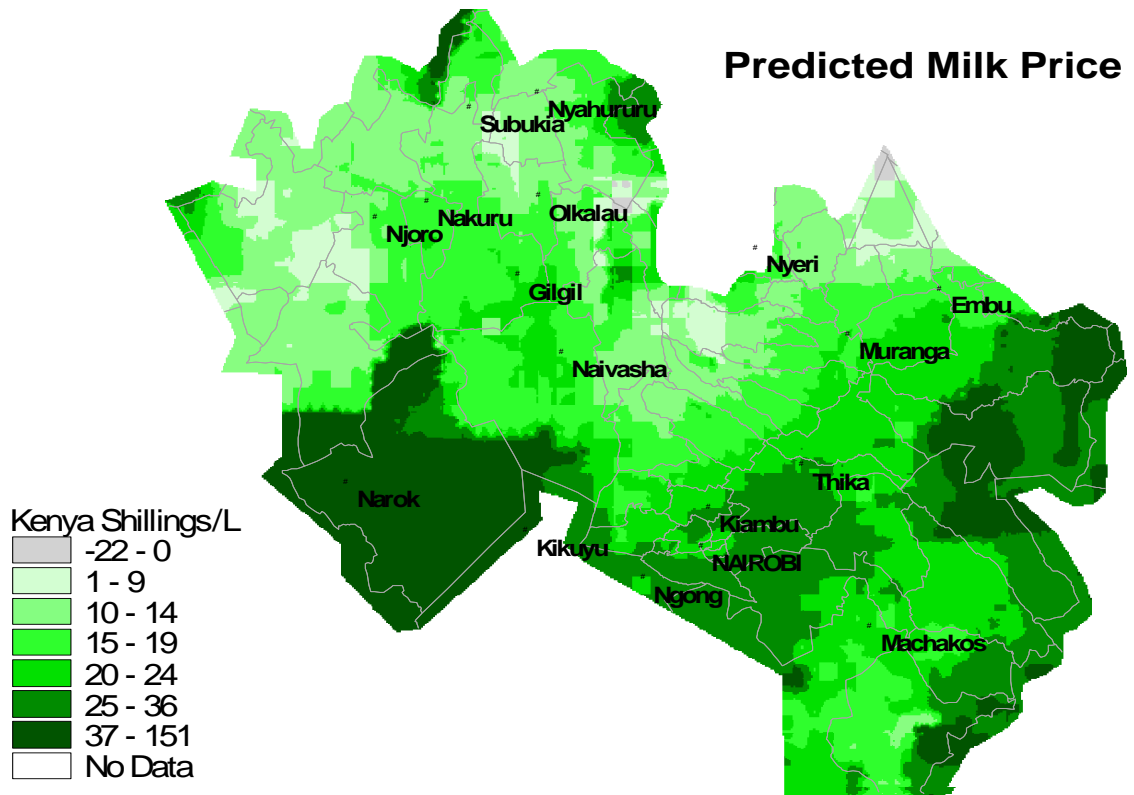 Predicted Milk Price
Nyahururu
Subukia
Olkalau
Nakuru
Njoro
Nyeri
Gilgil
Embu
Muranga
Naivasha
Thika
Narok
Kiambu
Kikuyu
NAIROBI
Ngong
Machakos
Kenya Shillings/L
-22 - 0
1 - 9
10 - 14
15 - 19
20 - 24
25 - 36
37 - 151
No Data